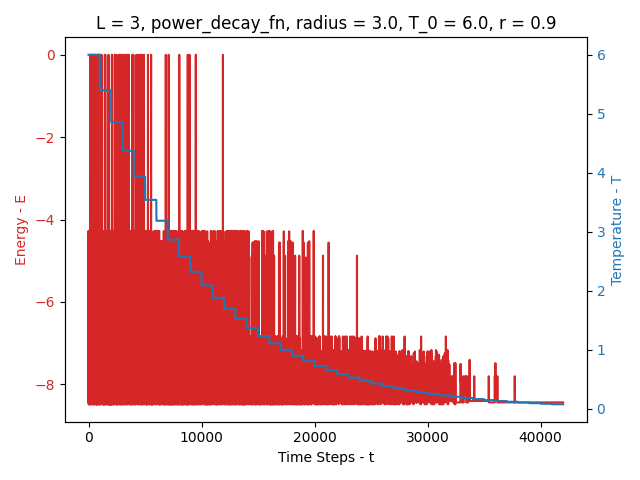 L = 3, power_decay_fn, radius = 3.0, T_0 = 6.0, r = 0.9
Energy - E
0
−2
−4
−6
−8
6
5
4
3
2
1
0
Temperature - T
0 10000 20000 30000 40000
Time Steps - t